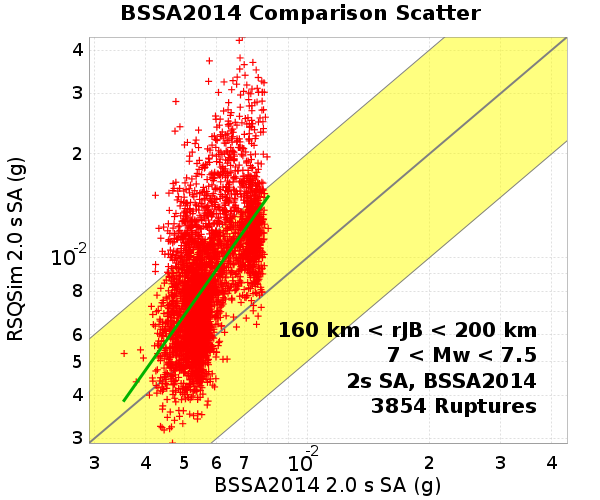 BSSA2014 Comparison Scatter
RSQSim 2.0 s SA (g)
4
3
2
10-2
8
6
5
4
3
160 km < rJB < 200 km
7 < Mw < 7.5
2s SA, BSSA2014
3854 Ruptures
3 4 5 6 7 10-2 2 3 4
BSSA2014 2.0 s SA (g)